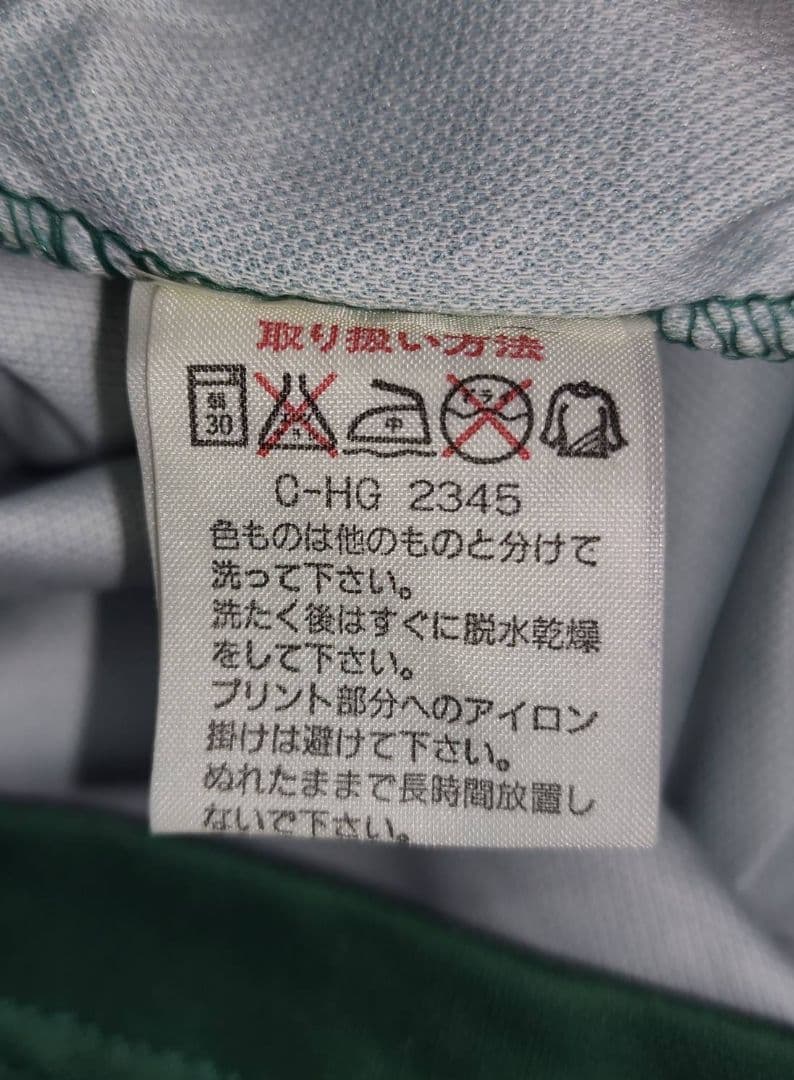 取り扱い方法
弱
30
中
C-HG 2345
色ものは他のものと分けて
洗って下さい。
洗たく後はすぐに脱水乾燥
をして下さい。
プリント部分へのアイロン
掛けは避けて下さい。
ぬれたままで長時間放置し
ないで下さい。